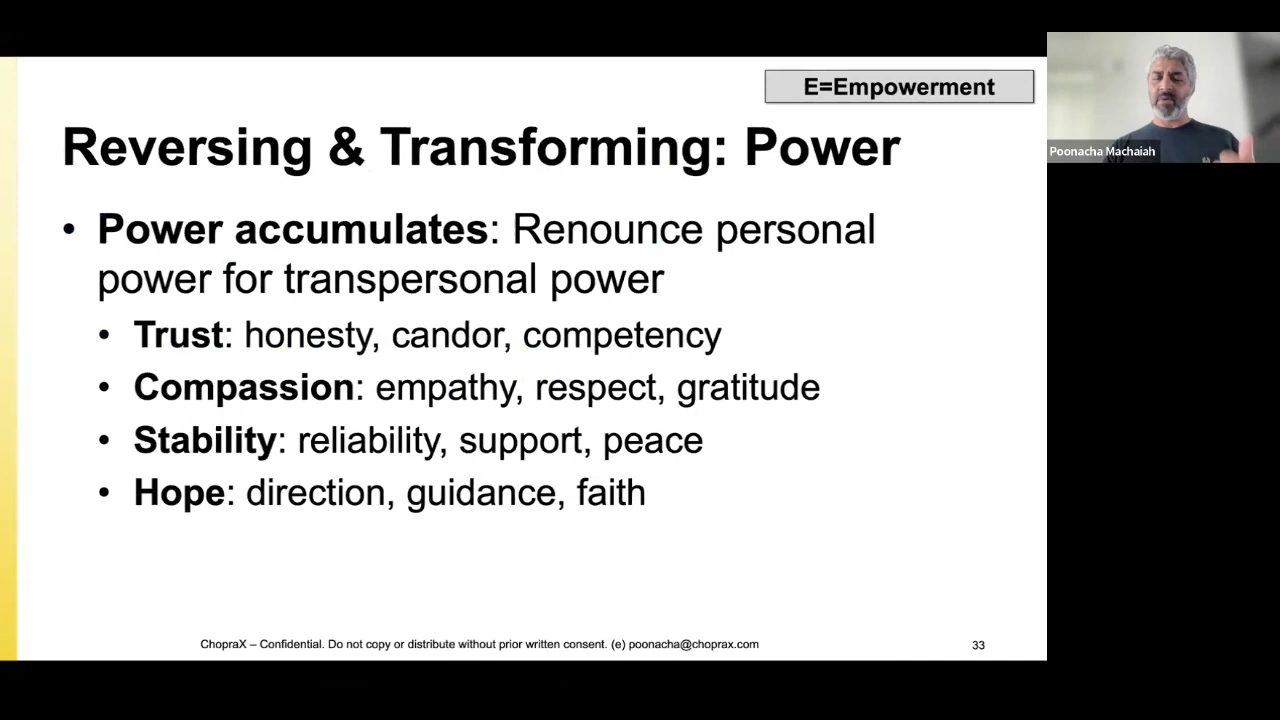 E=Empowerment
Poonacha Machaiah
Reversing & Transforming: Power
• Power accumulates: Renounce personal
power for transpersonal power
• Trust: honesty, candor, competency
• Compassion: empathy, respect, gratitude
• Stability: reliability, support, peace
• Hope: direction, guidance, faith
ChopraX – Confidential. Do not copy or distribute without prior written consent. (e) poonacha@choprax.com
33